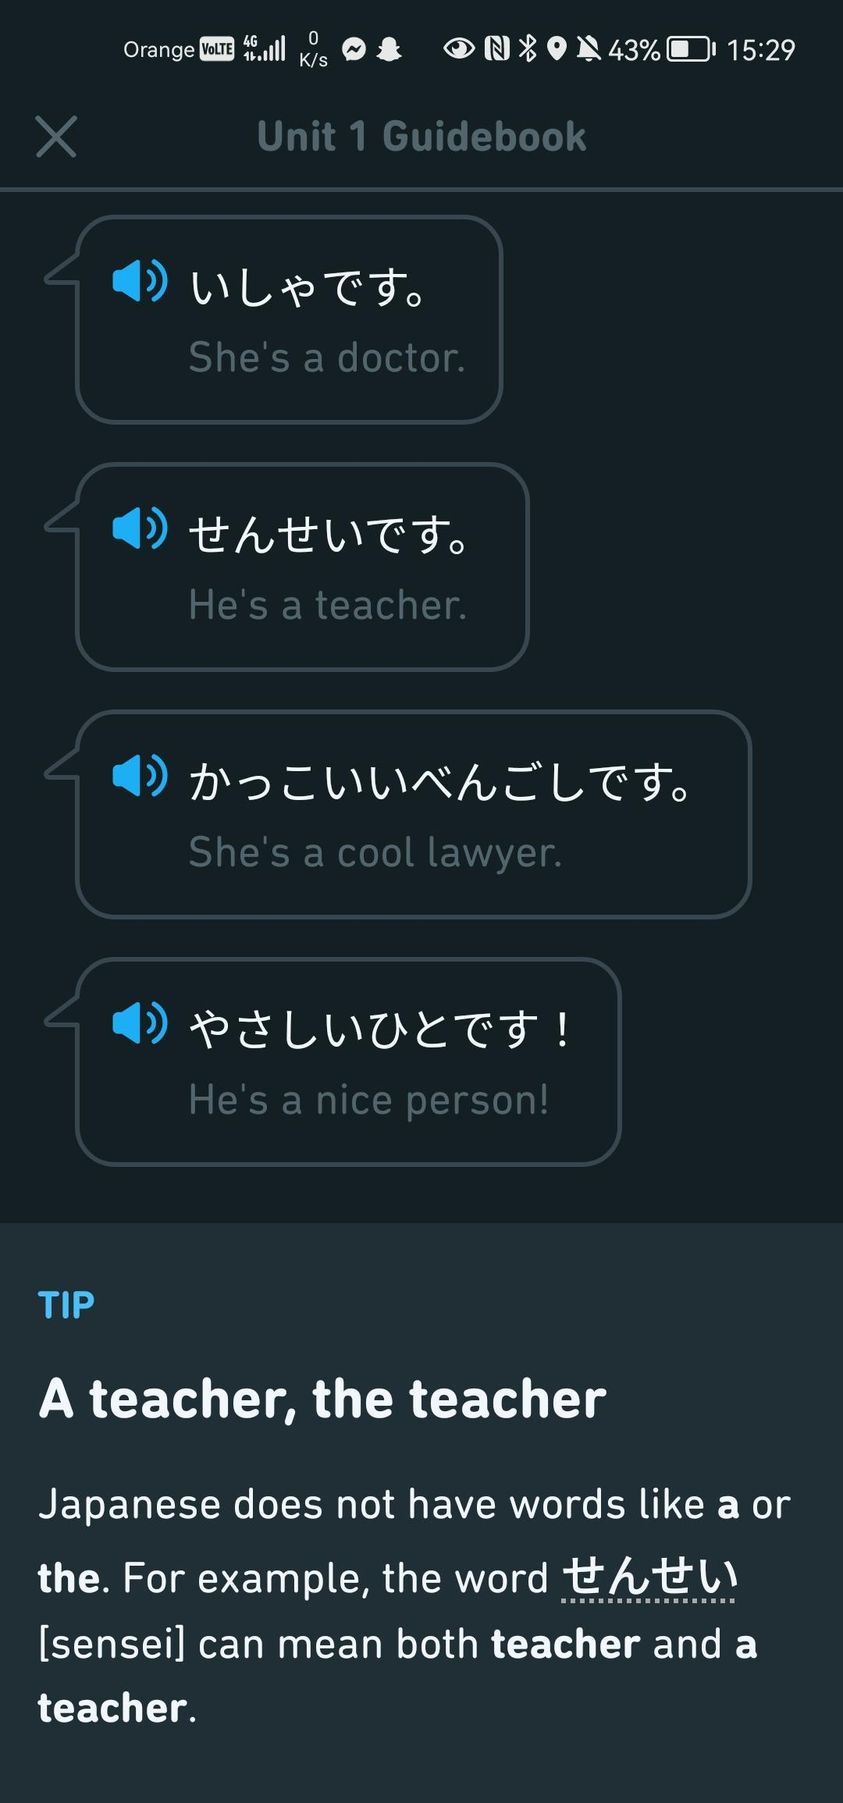 Orange VoLTE 4G 0 K/s 43% 15:29
Unit 1 Guidebook
いしゃです。
She's a doctor.
せんせいです。
He's a teacher.
かっこいいべんごしです。
She's a cool lawyer.
やさしいひとです！
He's a nice person!
TIP
A teacher, the teacher
Japanese does not have words like a or
the. For example, the word せんせい
[sensei] can mean both teacher and a
teacher.